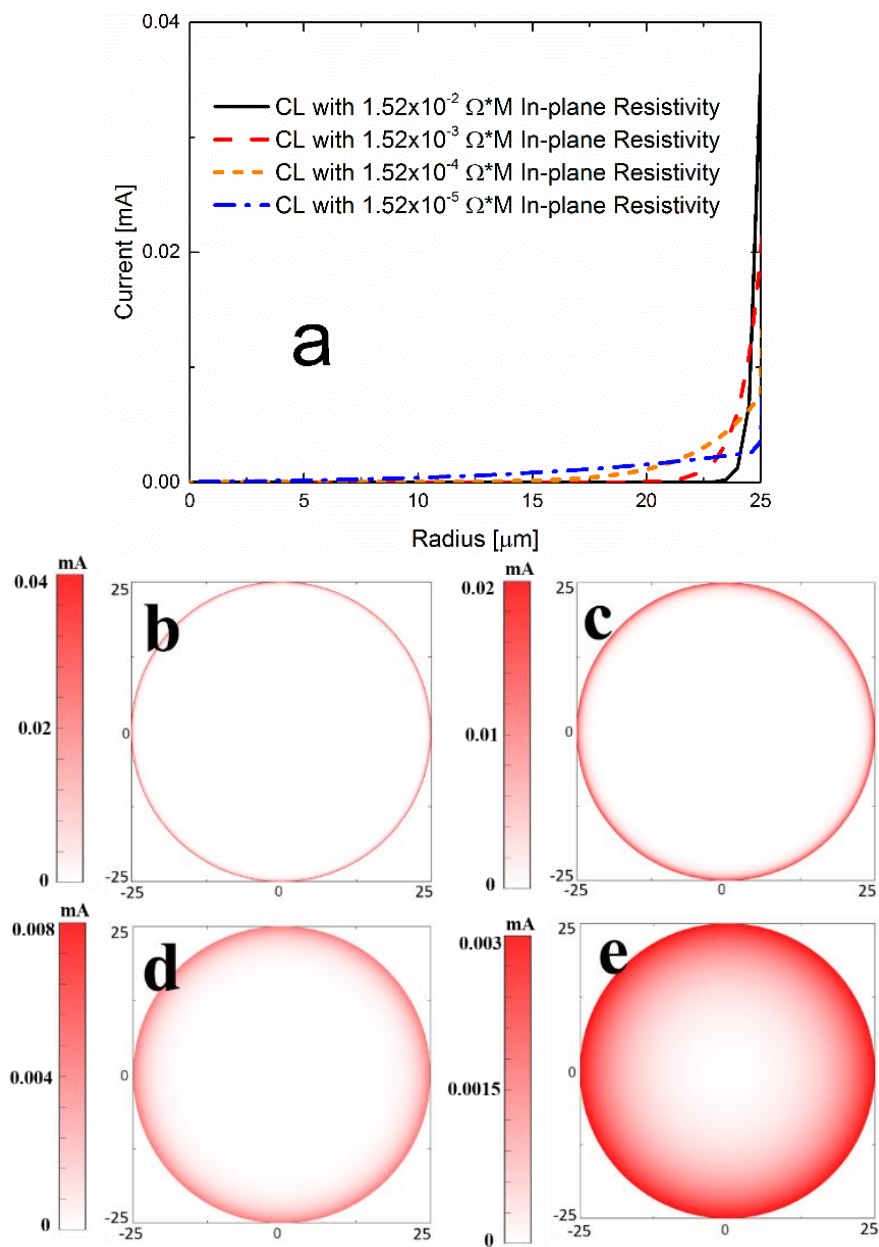 0.04
CL with 1.52x10⁻² Ω*M In-plane Resistivity
CL with 1.52x10⁻³ Ω*M In-plane Resistivity
CL with 1.52x10⁻⁴ Ω*M In-plane Resistivity
CL with 1.52x10⁻⁵ Ω*M In-plane Resistivity
Current [mA]
0.02
a
0.00
0 5 10 15 20 25
Radius [μm]
mA
0.04
0.02
0
25
b
0
-25
-25 0 25
mA
0.02
0.01
0
25
c
0
-25
-25 0 25
mA
0.008
0.004
0
25
d
0
-25
-25 0 25
mA
0.003
0.0015
0
25
e
0
-25
-25 0 25